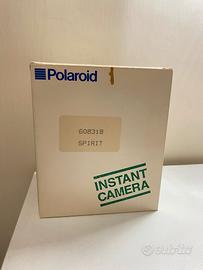 Polaroid
608318
SPIRIT
INSTANT
CAMERA
subito